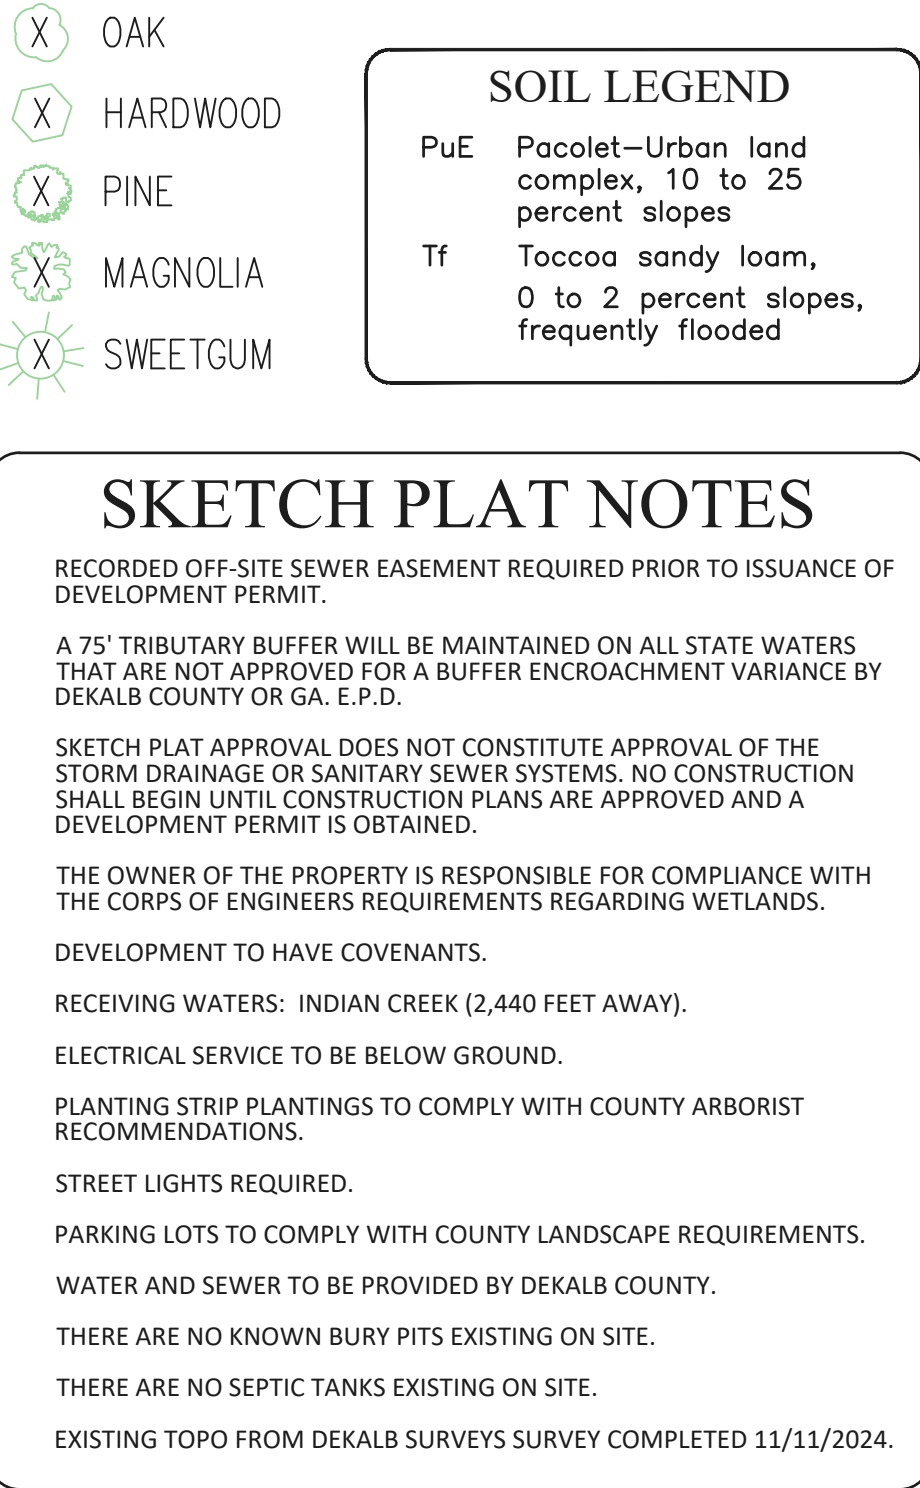 X OAK
X HARDWOOD
X PINE
X MAGNOLIA
X SWEETGUM
SOIL LEGEND
PuE Pacolet-Urban land
complex, 10 to 25
percent slopes
Tf Toccoa sandy loam,
0 to 2 percent slopes,
frequently flooded
SKETCH PLAT NOTES
RECORDED OFF-SITE SEWER EASEMENT REQUIRED PRIOR TO ISSUANCE OF
DEVELOPMENT PERMIT.
A 75' TRIBUTARY BUFFER WILL BE MAINTAINED ON ALL STATE WATERS
THAT ARE NOT APPROVED FOR A BUFFER ENCROACHMENT VARIANCE BY
DEKALB COUNTY OR GA. E.P.D.
SKETCH PLAT APPROVAL DOES NOT CONSTITUTE APPROVAL OF THE
STORM DRAINAGE OR SANITARY SEWER SYSTEMS. NO CONSTRUCTION
SHALL BEGIN UNTIL CONSTRUCTION PLANS ARE APPROVED AND A
DEVELOPMENT PERMIT IS OBTAINED.
THE OWNER OF THE PROPERTY IS RESPONSIBLE FOR COMPLIANCE WITH
THE CORPS OF ENGINEERS REQUIREMENTS REGARDING WETLANDS.
DEVELOPMENT TO HAVE COVENANTS.
RECEIVING WATERS:  INDIAN CREEK (2,440 FEET AWAY).
ELECTRICAL SERVICE TO BE BELOW GROUND.
PLANTING STRIP PLANTINGS TO COMPLY WITH COUNTY ARBORIST
RECOMMENDATIONS.
STREET LIGHTS REQUIRED.
PARKING LOTS TO COMPLY WITH COUNTY LANDSCAPE REQUIREMENTS.
WATER AND SEWER TO BE PROVIDED BY DEKALB COUNTY.
THERE ARE NO KNOWN BURY PITS EXISTING ON SITE.
THERE ARE NO SEPTIC TANKS EXISTING ON SITE.
EXISTING TOPO FROM DEKALB SURVEYS SURVEY COMPLETED 11/11/2024.